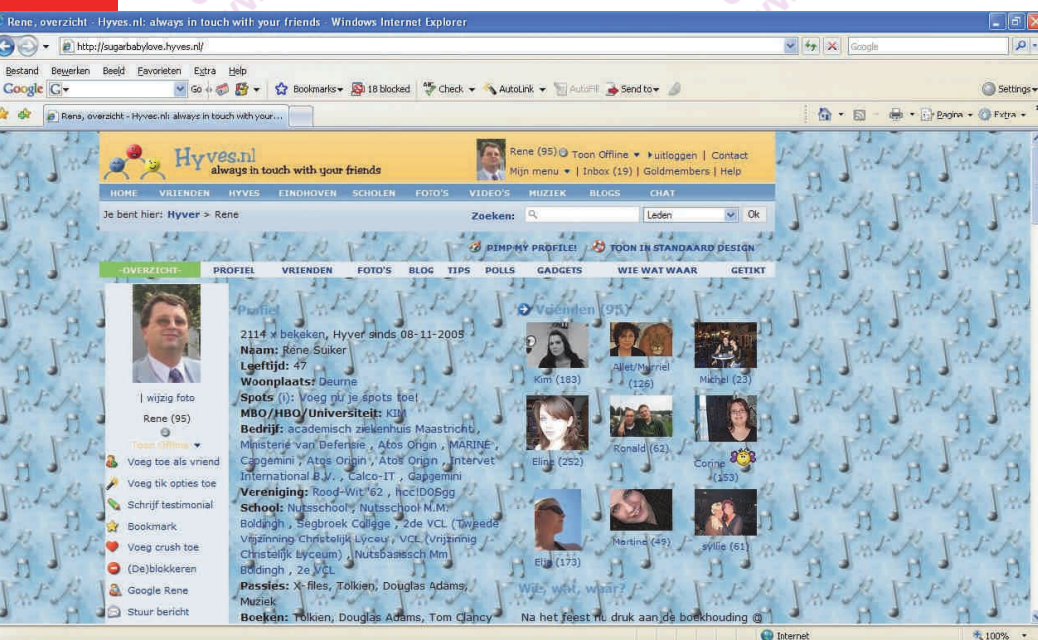 Rene, overzicht - Hyves.nl: always in touch with your friends - Windows Internet Explorer
http://sugarbabylove.hyves.nl/
Google
Bestand Bewerken Beeld Favorieten Extra Help
Google G Go Bookmarks 18 blocked Check AutoLink AutoFill Send to Settings
Rene, overzicht - Hyves.nl: always in touch with your... Pagina Extra
Hyves.nl
always in touch with your friends
Rene (95) Toon Offline uitloggen | Contact
Mijn menu | Inbox (19) | Goldmembers | Help
HOME VRIENDEN HYVES EINDHOVEN SCHOLEN FOTO'S VIDEO'S MUZIEK BLOGS CHAT
Je bent hier: Hyver > Rene Zoeken: Leden Ok
PIMP MY PROFILE! / TOON IN STANDAARD DESIGN
-OVERZICHT- PROFIEL VRIENDEN FOTO'S BLOG TIPS POLLS GADGETS WIE WAT WAAR GETIKT
| wijzig foto
Rene (95)
Toon Offline
Voeg toe als vriend
Voeg tik opties toe
Schrijf testimonial
Bookmark
Voeg crush toe
(De)blokkeren
Google Rene
Stuur bericht
Profiel
2114 x bekeken, Hyver sinds 08-11-2005
Naam: Rene Suiker
Leeftijd: 47
Woonplaats: Deurne
Spots (i): Voeg nu je spots toe!
MBO/HBO/Universiteit: KIM
Bedrijf: academisch ziekenhuis Maastricht ,
Ministerie van Defensie , Atos Origin , MARINE ,
Capgemini , Atos Origin , Atos Origin , Intervet
International B.V. , Calco-IT , Capgemini
Vereniging: Rood-Wit '62 , hcc!DOSgg
School: Nutsschool , Nutsschool M.M.
Boldingh , Segbroek College , 2de VCL (Tweede
Vrijzinning Christelijk Lyceu , VCL (Vrijzinnig
Christelijk Lyceum) , Nutsbasissch Mm
Boldingh , 2e VCL
Passies: X-files, Tolkien, Douglas Adams,
Muziek
Boeken: Tolkien, Douglas Adams, Tom Clancy
Vrienden (95)
Kim (183)
Allet/Murriel
(126)
Michel (23)
Eline (252)
Ronald (62)
Corine
(153)
Elja (173)
Martine (49)
syllie (61)
Wie, wat, waar?
Na het feest nu druk aan de boekhouding @
Internet 100%